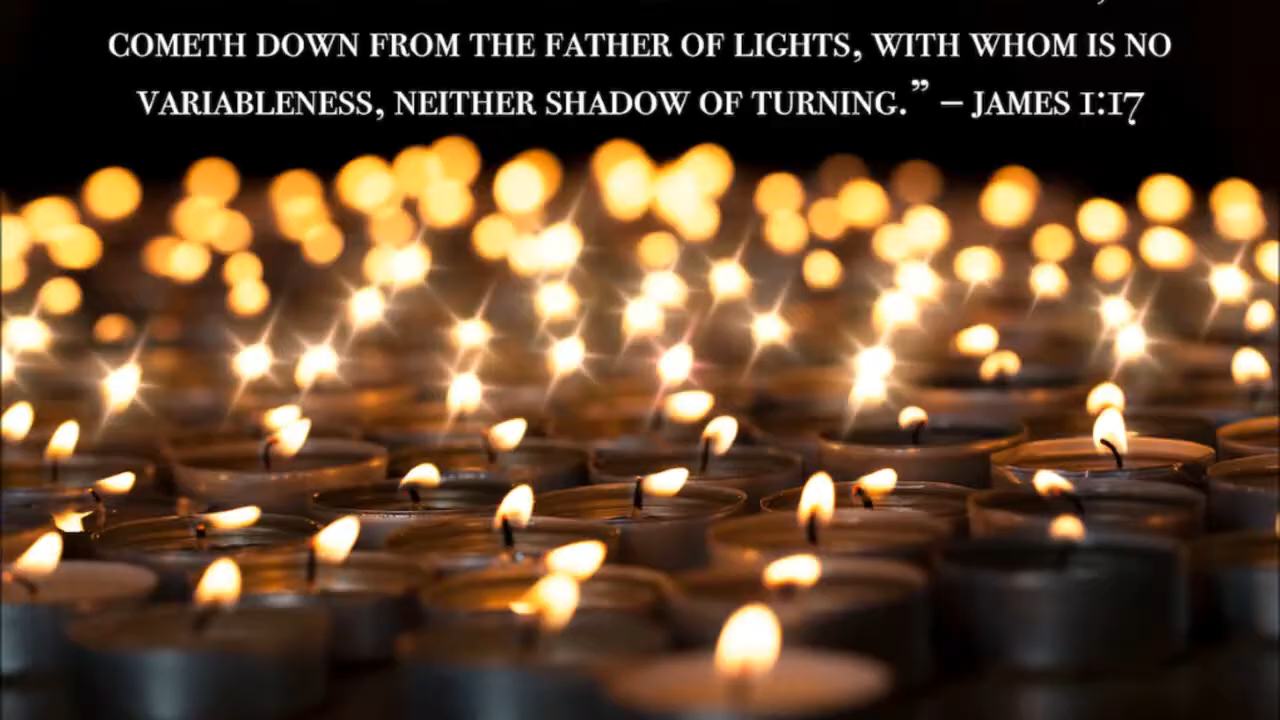 COMETH DOWN FROM THE FATHER OF LIGHTS, WITH WHOM IS NO
VARIABLENESS, NEITHER SHADOW OF TURNING.” – JAMES 1:17